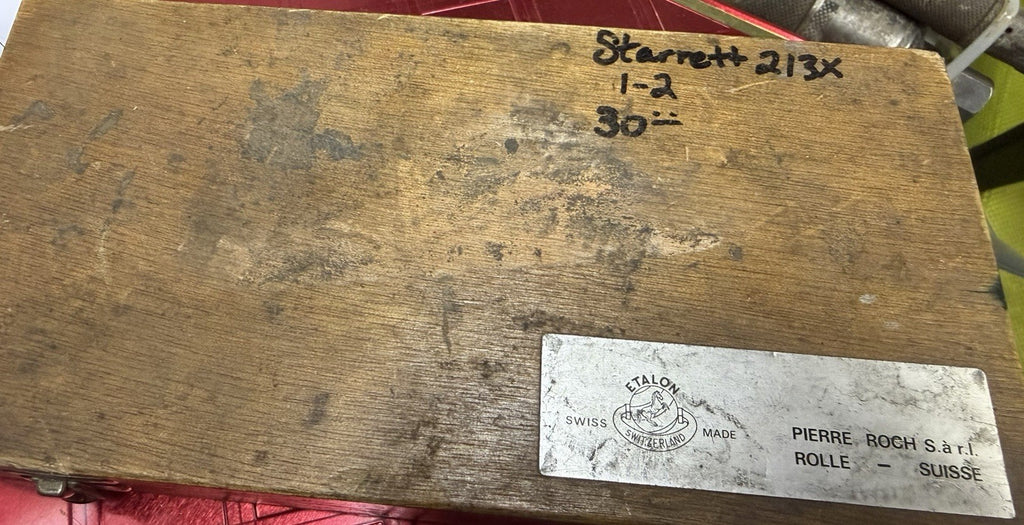 Starrett 213X
1-2
30
ETALON
SWISS MADE
SWITZERLAND
PIERRE ROCH S.à r.l.
ROLLE – SUISSE